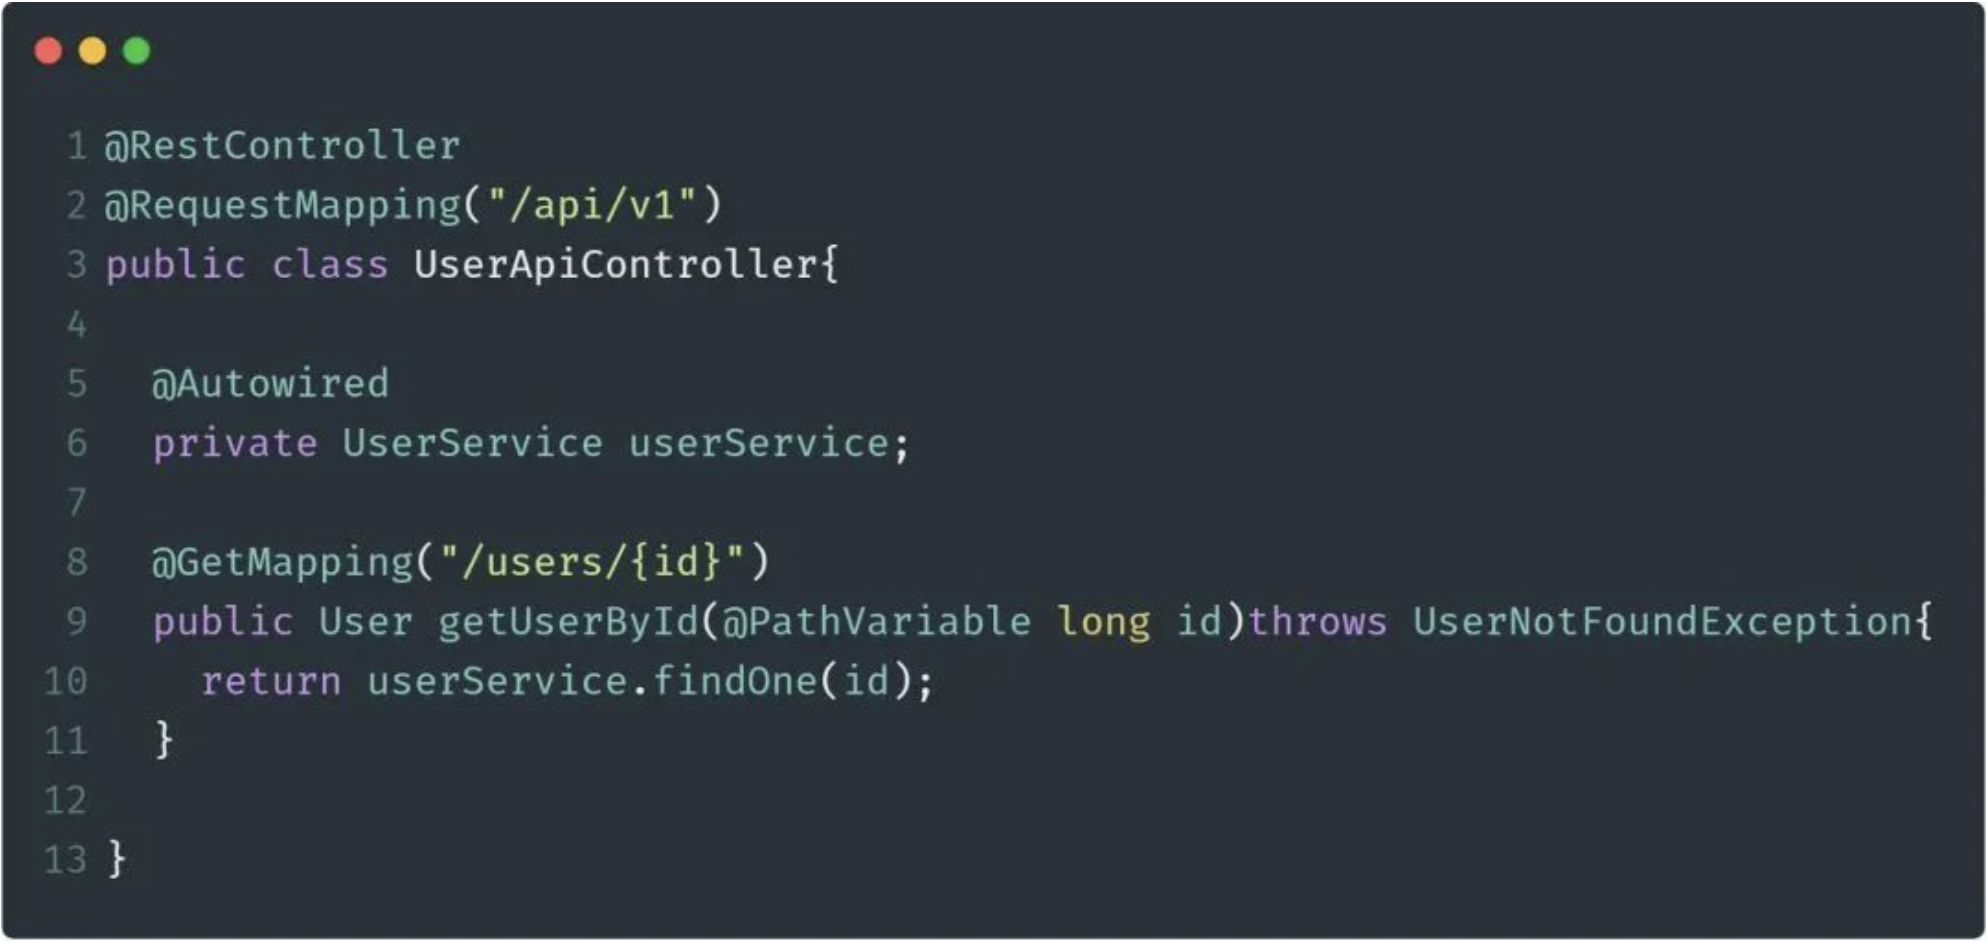 1 @RestController
2 @RequestMapping("/api/v1")
3 public class UserApiController{
4
5   @Autowired
6   private UserService userService;
7
8   @GetMapping("/users/{id}")
9   public User getUserById(@PathVariable long id)throws UserNotFoundException{
10     return userService.findOne(id);
11   }
12
13 }